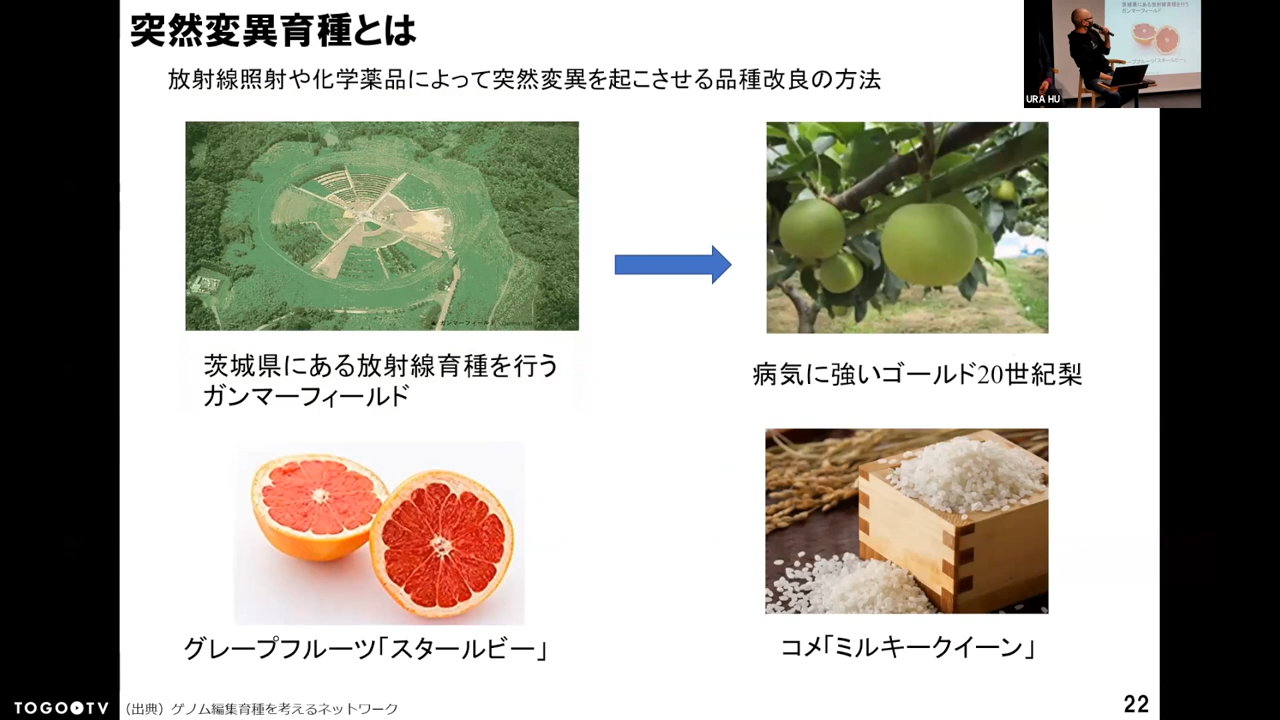 突然変異育種とは
放射線照射や化学薬品によって突然変異を起こさせる品種改良の方法
URA HU
茨城県にある放射線育種を行う
ガンマーフィールド
病気に強いゴールド20世紀梨
グレープフルーツ「スタールビー」
コメ「ミルキークイーン」
TOGOTV
（出典）ゲノム編集育種を考えるネットワーク
22